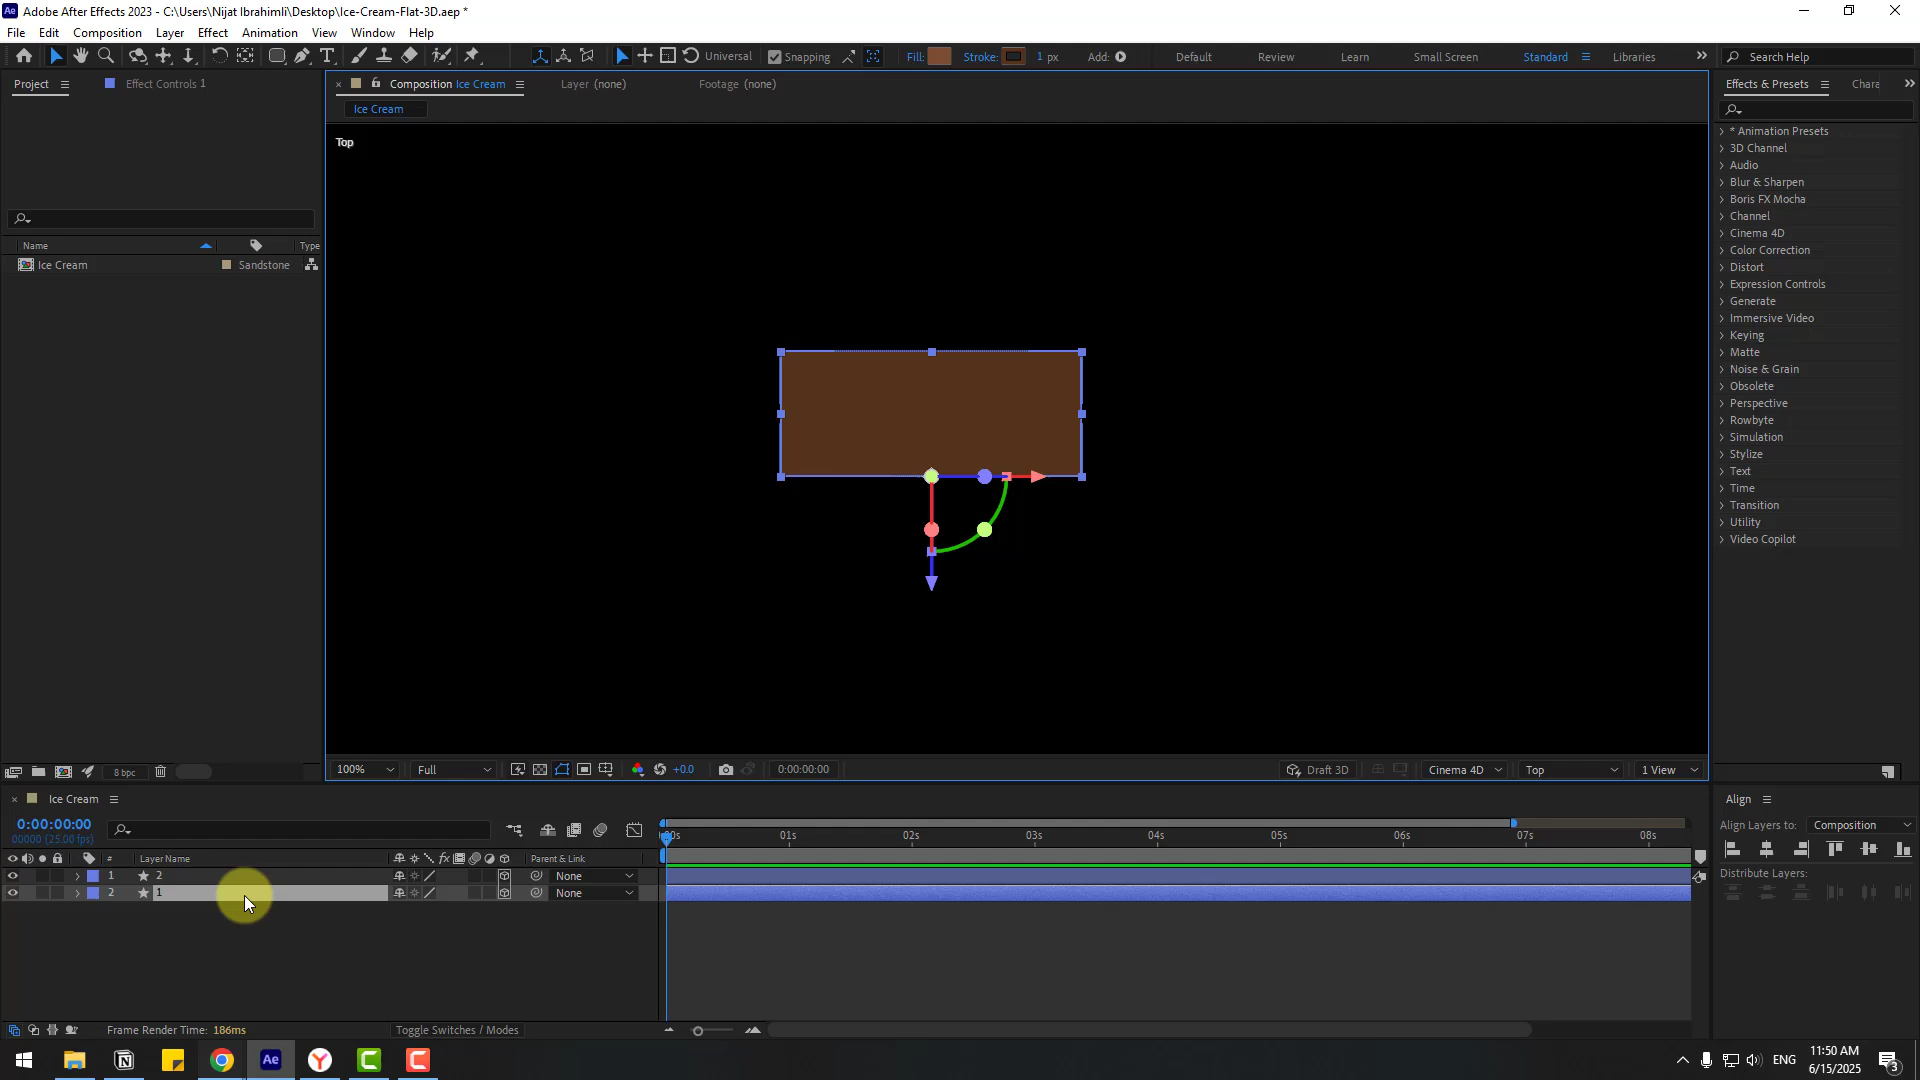 Adobe After Effects 2023 - C:\Users\Nijat Ibrahimli\Desktop\Ice-Cream-Flat-3D.aep *
File Edit Composition Layer Effect Animation View Window Help
Universal Snapping Fill: Stroke: 1 px Add: Default Review Learn Small Screen Standard Libraries Search Help
Project Effect Controls 1 Composition Ice Cream Layer (none) Footage (none) Effects & Presets Chara
Ice Cream
Top
* Animation Presets
3D Channel
Audio
Blur & Sharpen
Boris FX Mocha
Channel
Cinema 4D
Color Correction
Distort
Expression Controls
Generate
Immersive Video
Keying
Matte
Noise & Grain
Obsolete
Perspective
Rowbyte
Simulation
Stylize
Text
Time
Transition
Utility
Video Copilot
Name Type
Ice Cream Sandstone
8 bpc 100% Full +0.0 0:00:00:00 Draft 3D Cinema 4D Top 1 View
Ice Cream Align
0:00:00:00
00000 (25.00 fps)
Align Layers to: Composition
:00s 01s 02s 03s 04s 05s 06s 07s 08s
# Layer Name Parent & Link
1 2 None
2 1 None
Distribute Layers:
Frame Render Time: 186ms Toggle Switches / Modes
Ae ENG 11:50 AM
6/15/2025 3